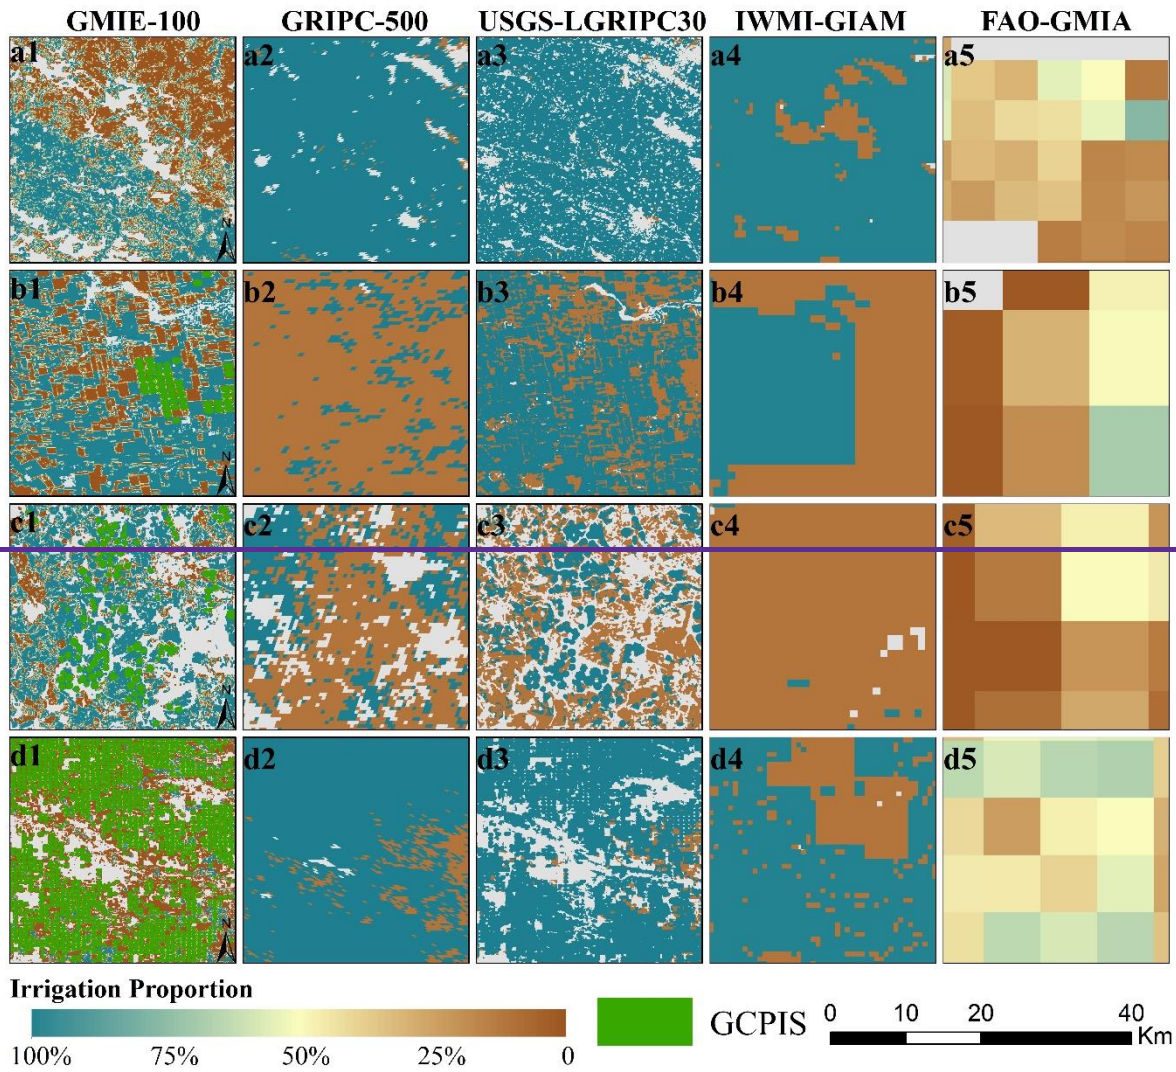 GMIE-100 GRIPC-500 USGS-LGRIPC30 IWMI-GIAM FAO-GMIA
a1 a2 a3 a4 a5
N
b1 b2 b3 b4 b5
N
c1 c2 c3 c4 c5
N
d1 d2 d3 d4 d5
N
Irrigation Proportion
100% 75% 50% 25% 0
GCPIS
0 10 20 40
Km